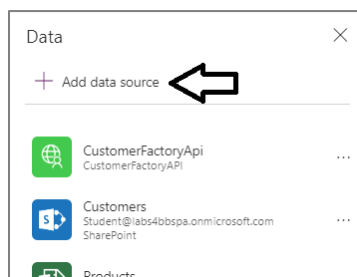 Data
Add data source
CustomerFactoryApi
CustomerFactoryAPI
Customers
Student@labs4bbspa.onmicrosoft.com
SharePoint
Products